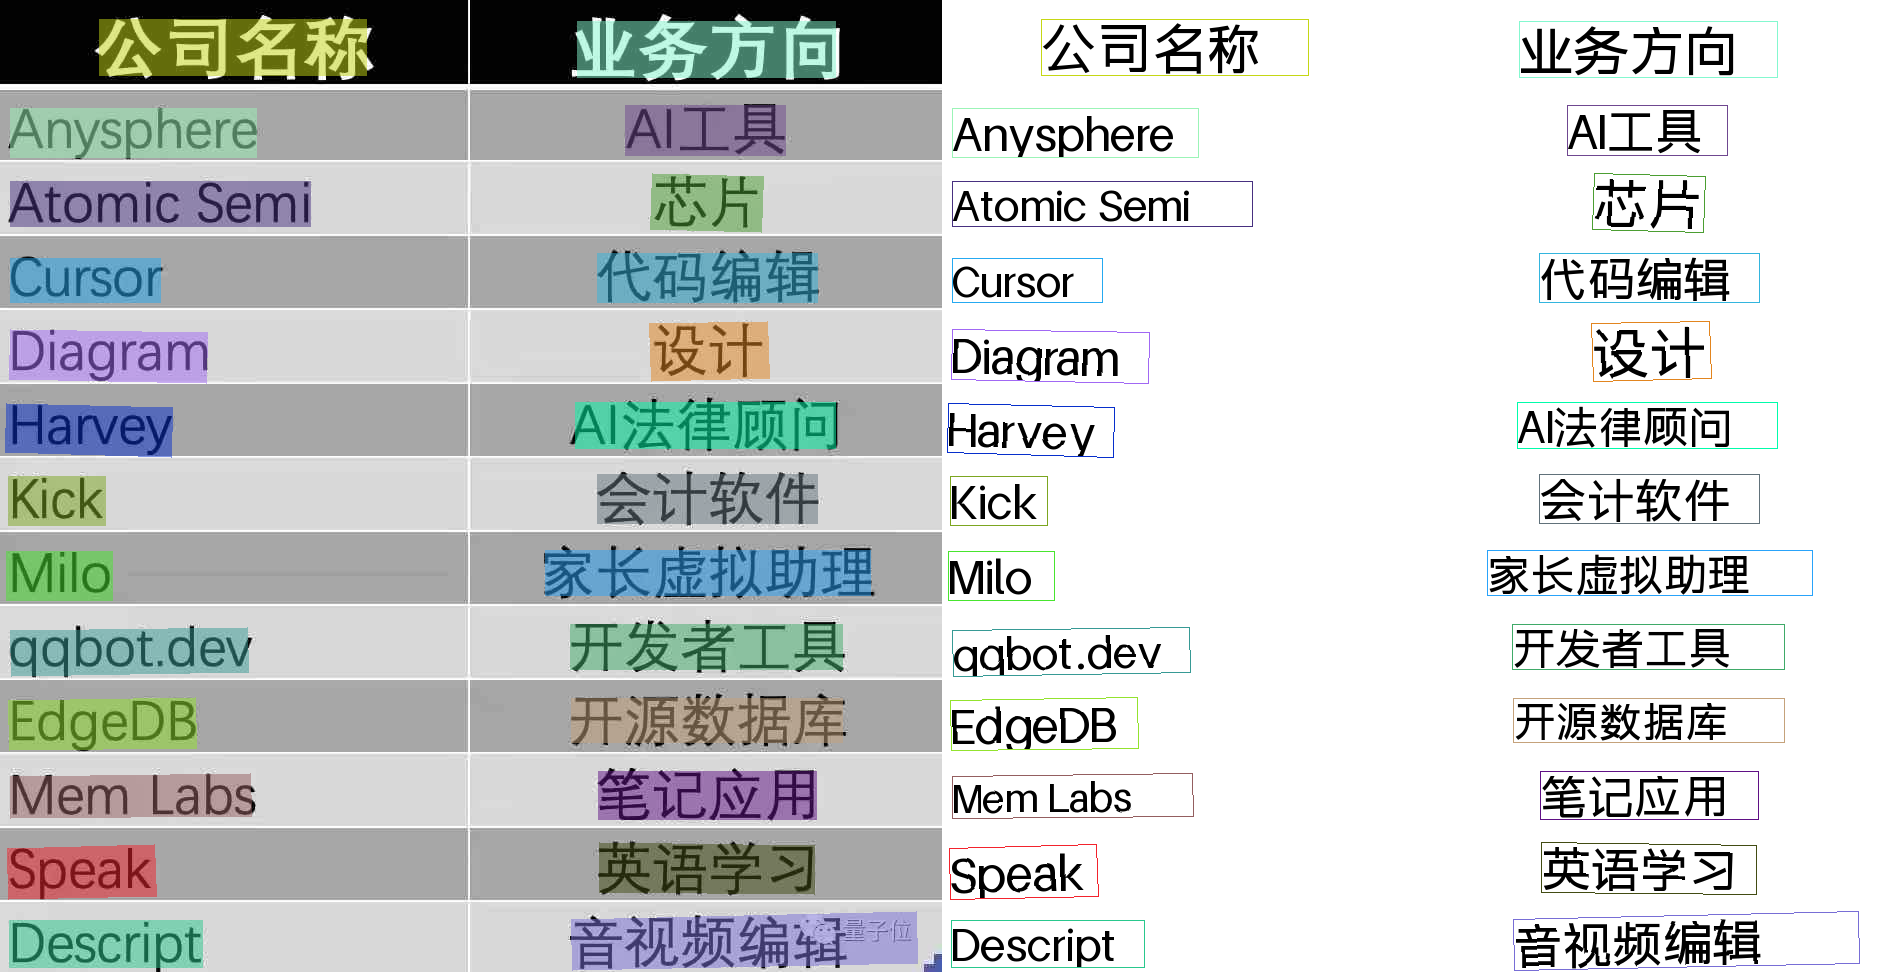 公司名称 业务方向 公司名称 业务方向
Anysphere AI工具 Anysphere AI工具
Atomic Semi 芯片 Atomic Semi 芯片
Cursor 代码编辑 Cursor 代码编辑
Diagram 设计 Diagram 设计
Harvey AI法律顾问 Harvey AI法律顾问
Kick 会计软件 Kick 会计软件
Milo 家长虚拟助理 Milo 家长虚拟助理
qqbot.dev 开发者工具 qqbot.dev 开发者工具
EdgeDB 开源数据库 EdgeDB 开源数据库
Mem Labs 笔记应用 Mem Labs 笔记应用
Speak 英语学习 Speak 英语学习
Descript 音视频编辑 量子位 Descript 音视频编辑